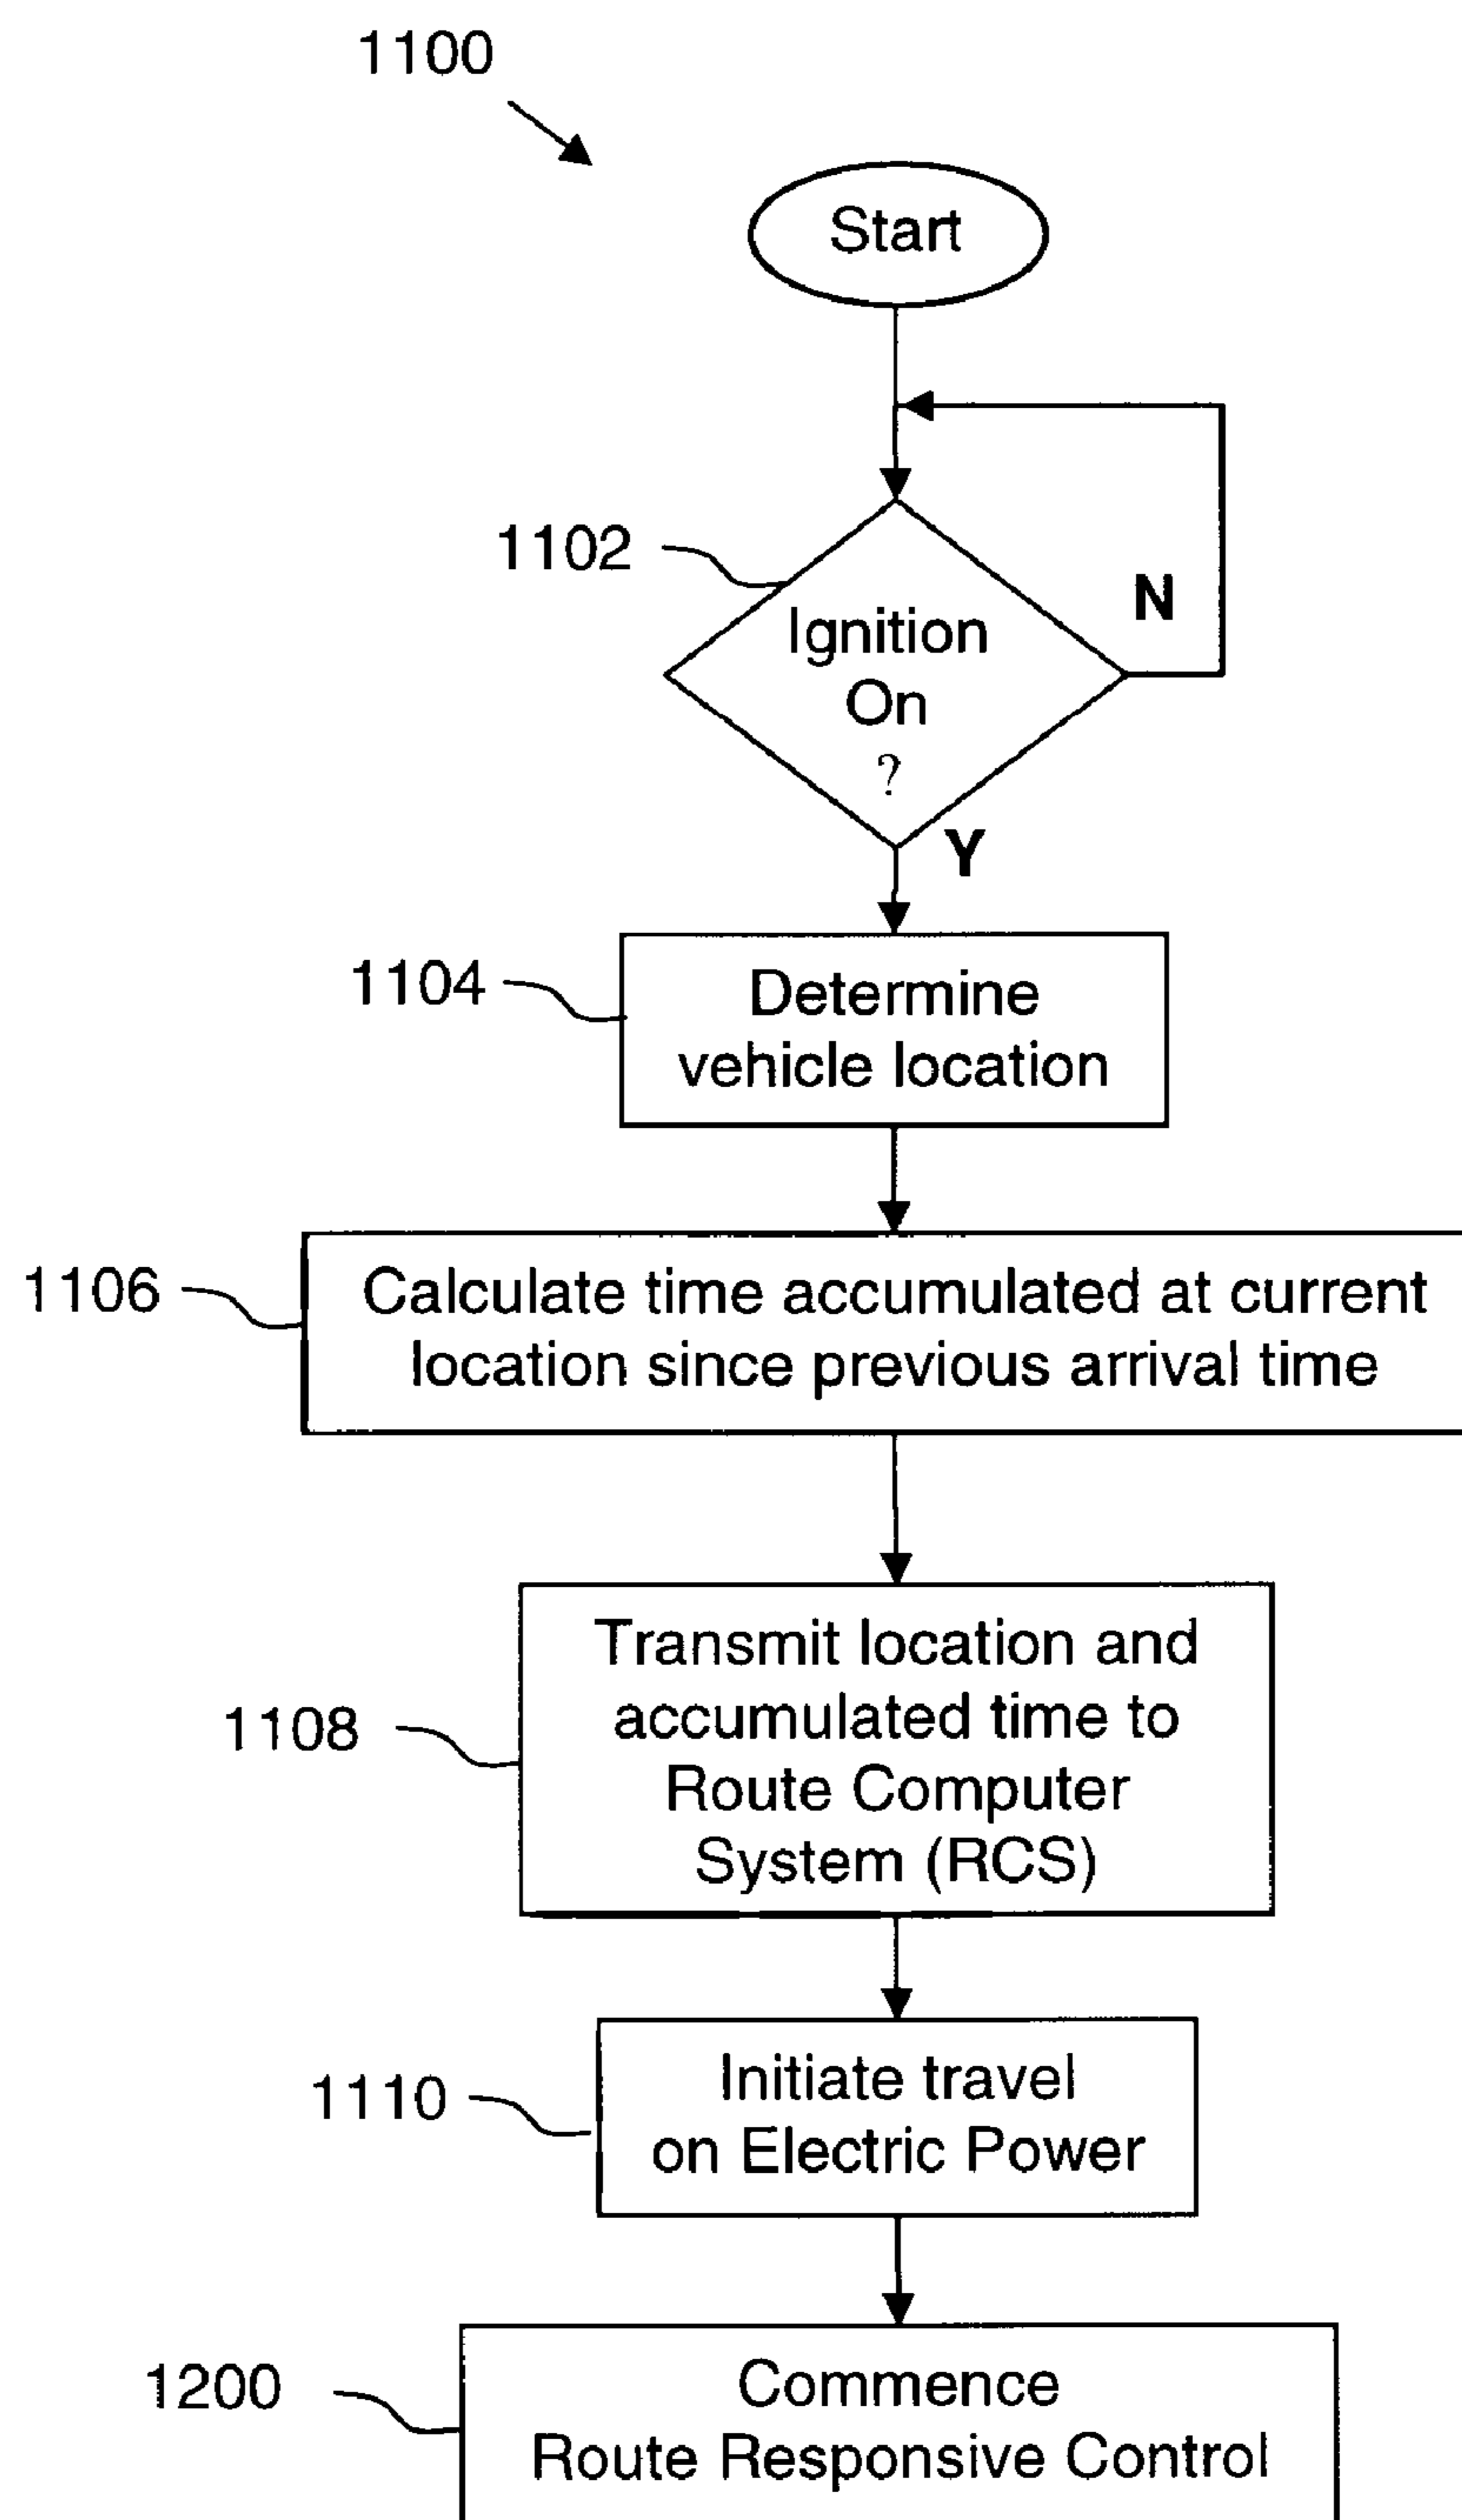 1100
Start
1102
Ignition
On
?
N
Y
1104
Determine
vehicle location
1106
Calculate time accumulated at current
location since previous arrival time
1108
Transmit location and
accumulated time to
Route Computer
System (RCS)
1110
Initiate travel
on Electric Power
1200
Commence
Route Responsive Control